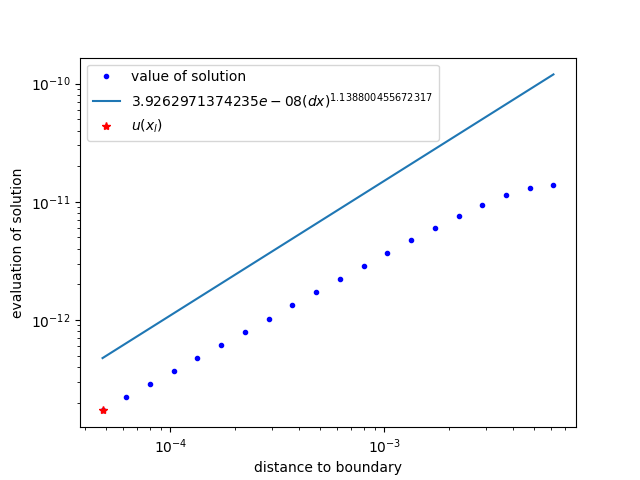 10⁻¹⁰
10⁻¹¹
10⁻¹²
evaluation of solution
value of solution
3.9262971374235e − 08(dx)^1.138800455672317
u(x_l)
10⁻⁴
10⁻³
distance to boundary